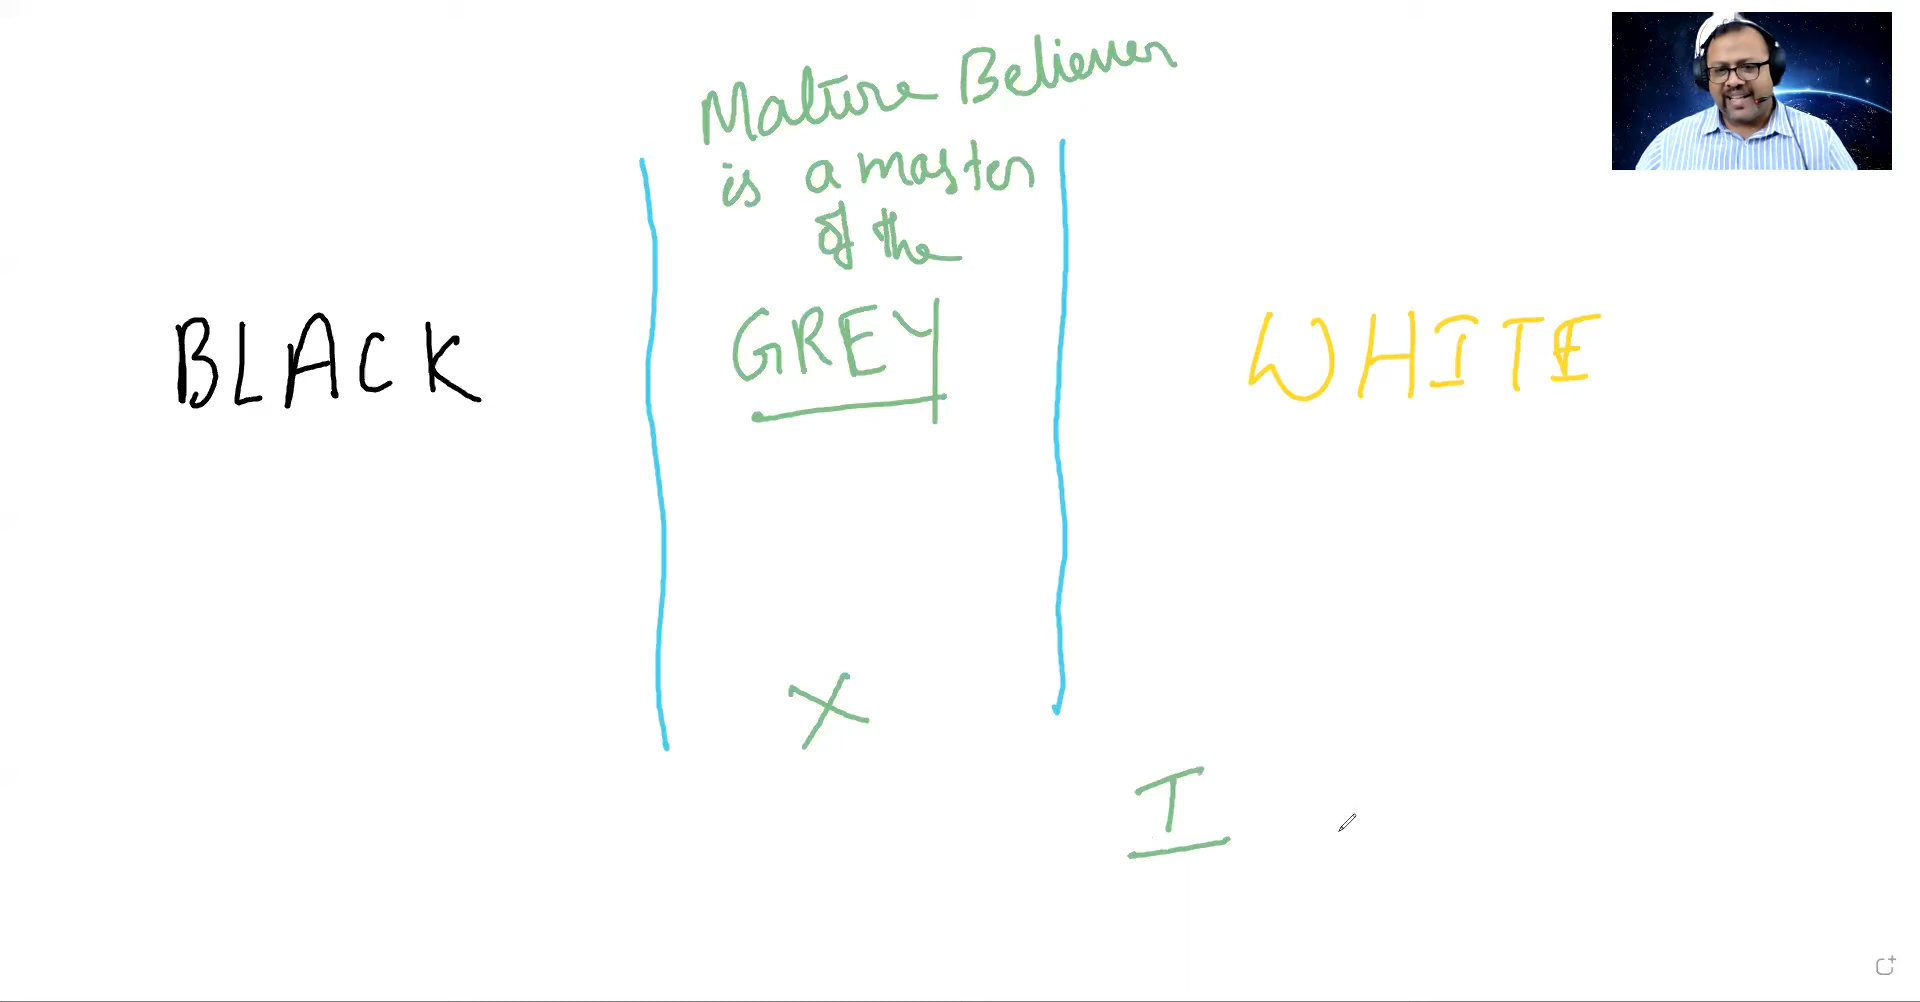 Mature Believer
is a master
of the
BLACK
GREY
WHITE
X
I